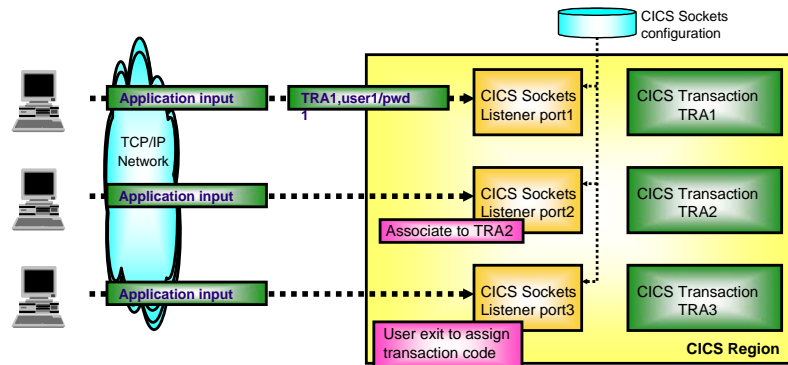 CICS Sockets
configuration
Application input
TRA1,user1/pwd
1
CICS Sockets
Listener port1
CICS Transaction
TRA1
TCP/IP
Network
Application input
CICS Sockets
Listener port2
Associate to TRA2
CICS Transaction
TRA2
Application input
CICS Sockets
Listener port3
User exit to assign
transaction code
CICS Transaction
TRA3
CICS Region